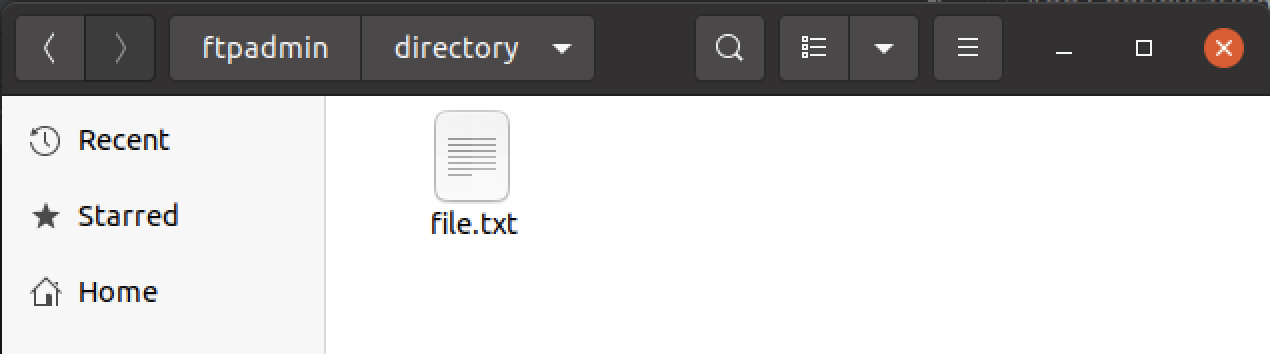 ftpadmin directory
Recent
Starred
Home
file.txt